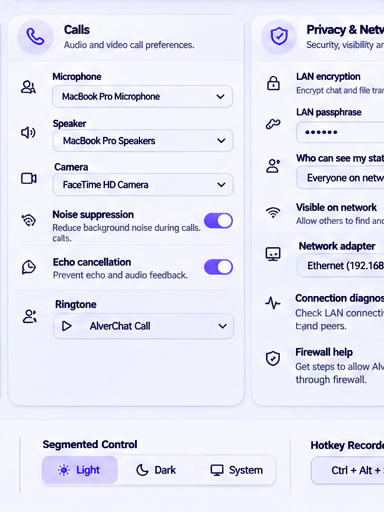 Calls
Audio and video call preferences.
Microphone
MacBook Pro Microphone
Speaker
MacBook Pro Speakers
Camera
FaceTime HD Camera
Noise suppression
Reduce background noise during calls.
calls.
Echo cancellation
Prevent echo and audio feedback.
Ringtone
AlverChat Call
Privacy & Netw
Security, visibility an
LAN encryption
Encrypt chat and file tran
LAN passphrase
••••••
Who can see my stat
Everyone on netw
Visible on network
Allow others to find and
Network adapter
Ethernet (192.168
Connection diagnos
Check LAN connectiv
and peers.
Firewall help
Get steps to allow Alv
through firewall.
Segmented Control
Light
Dark
System
Hotkey Recorde
Ctrl + Alt +